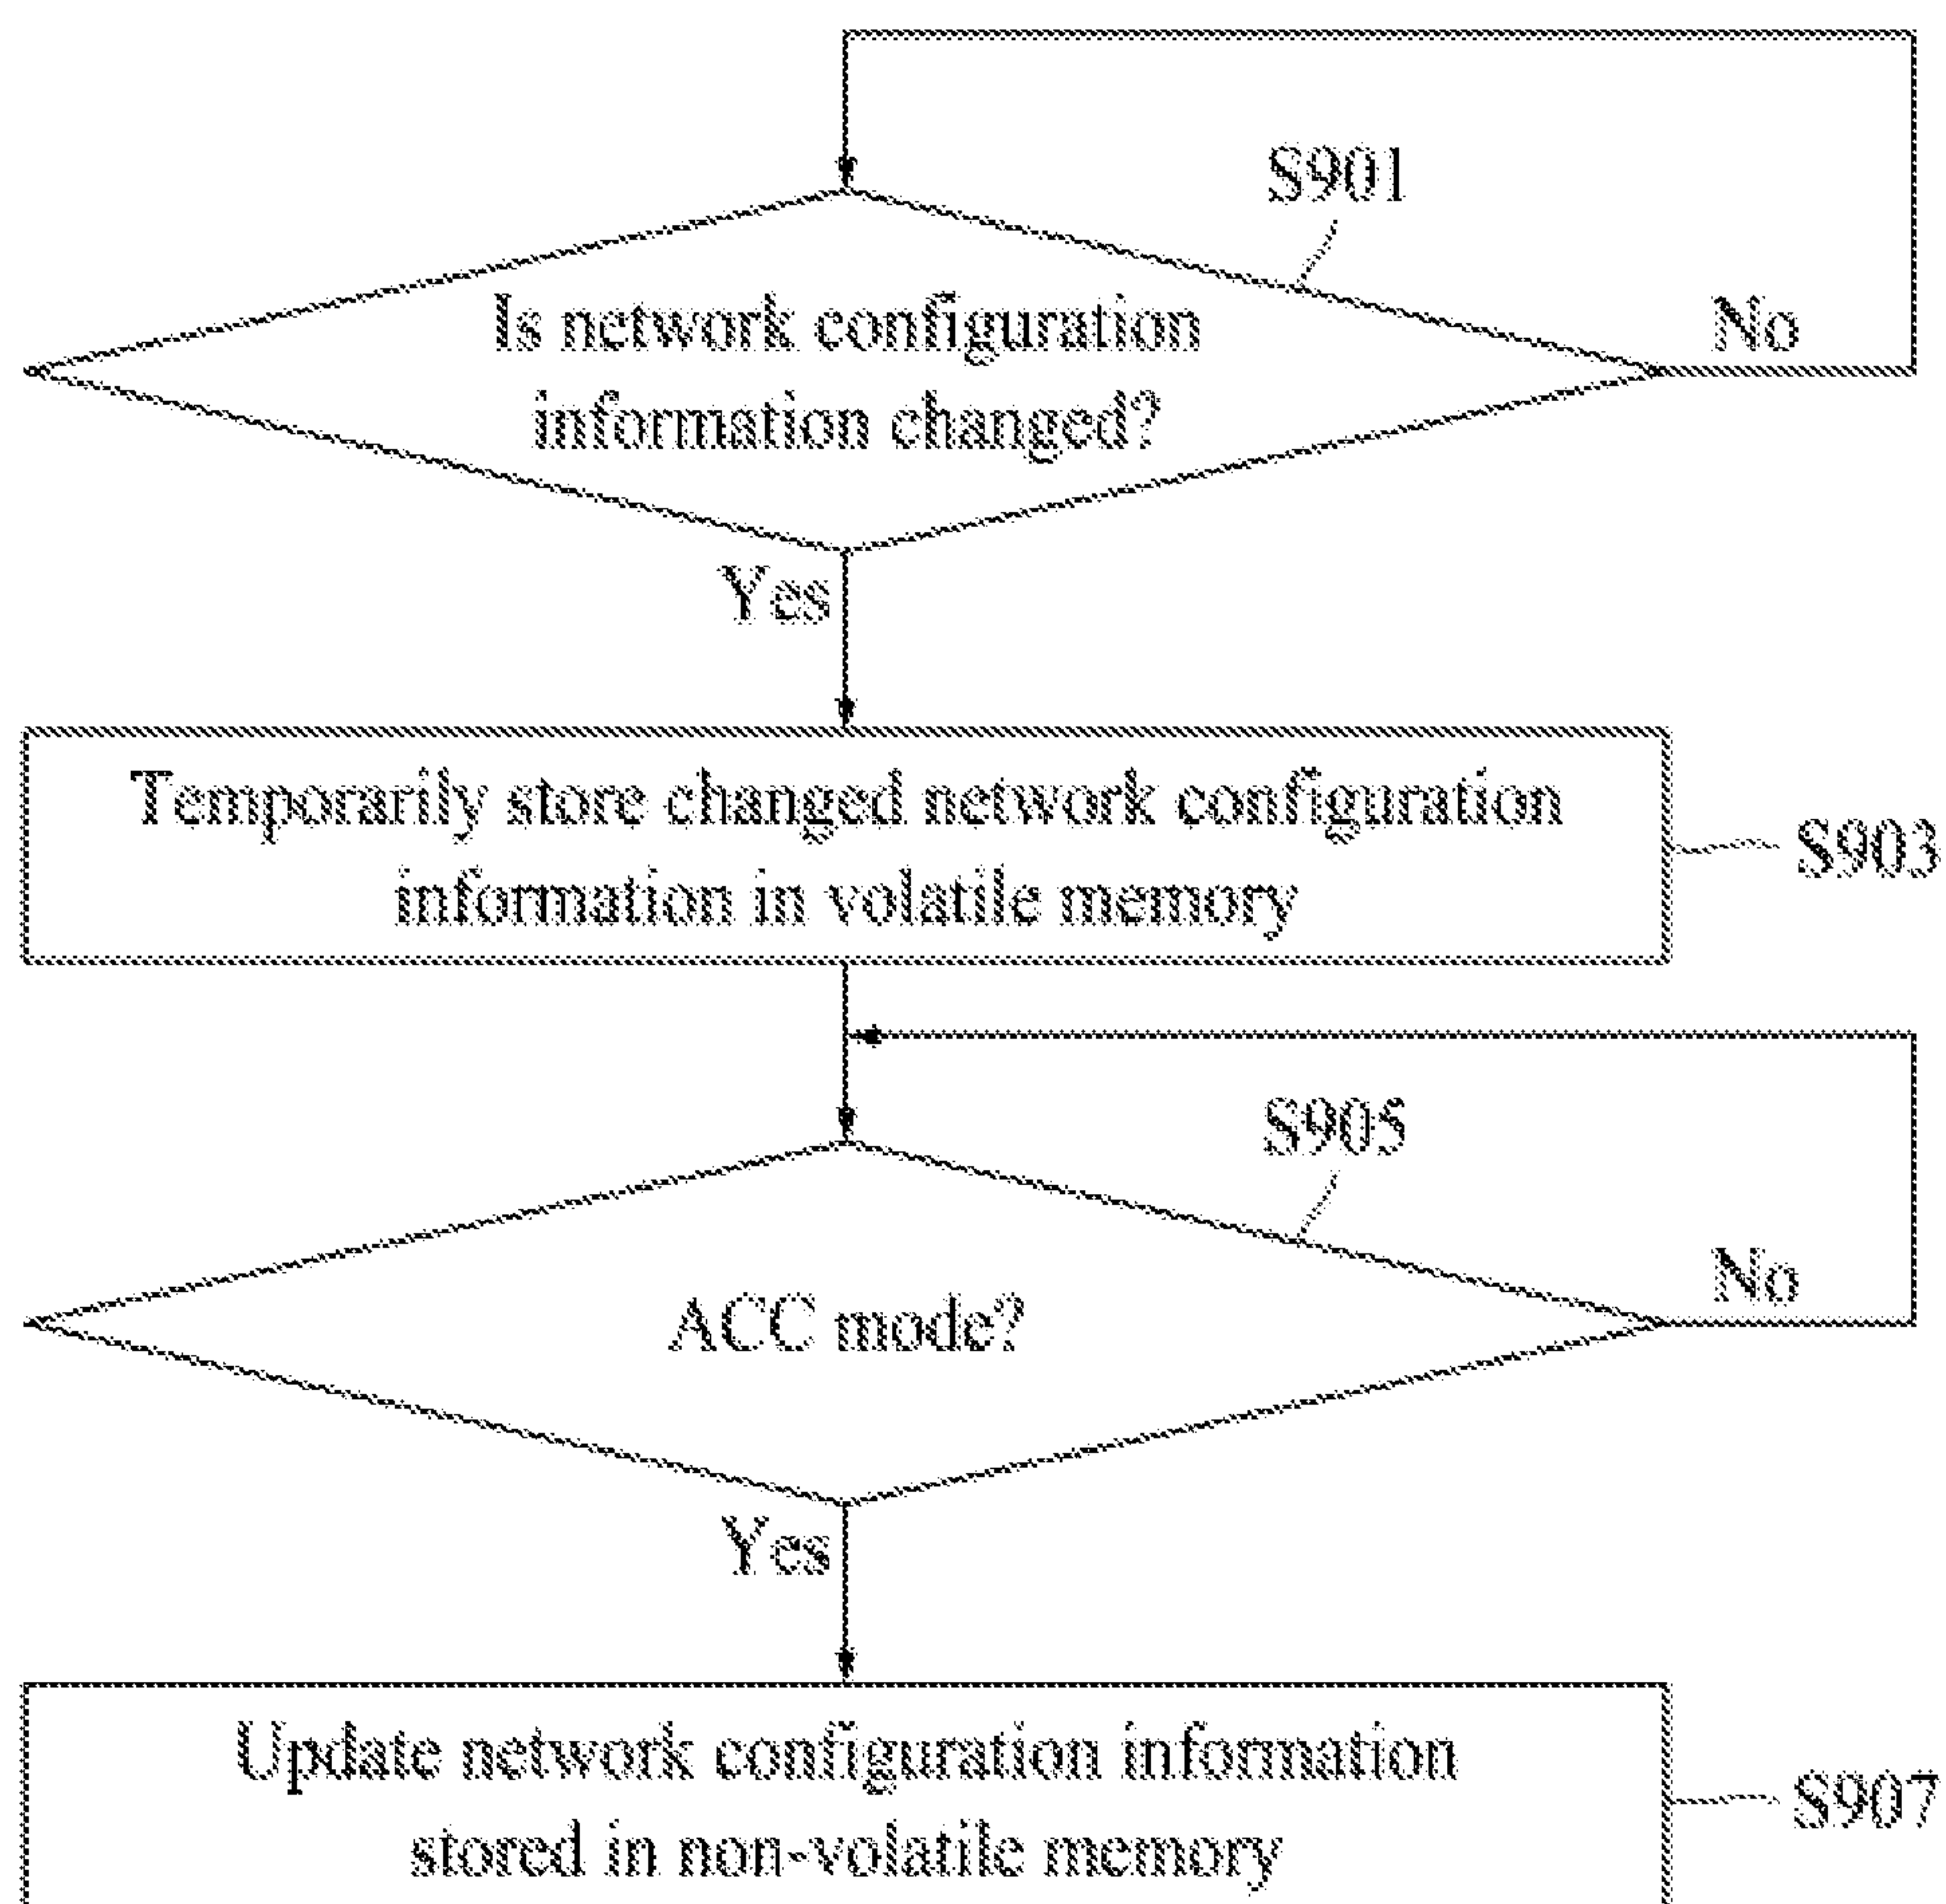 S901
Is network configuration
information changed?
No
Yes
Temporarily store changed network configuration
information in volatile memory
S903
S905
ACC mode?
No
Yes
Update network configuration information
stored in non-volatile memory
S907